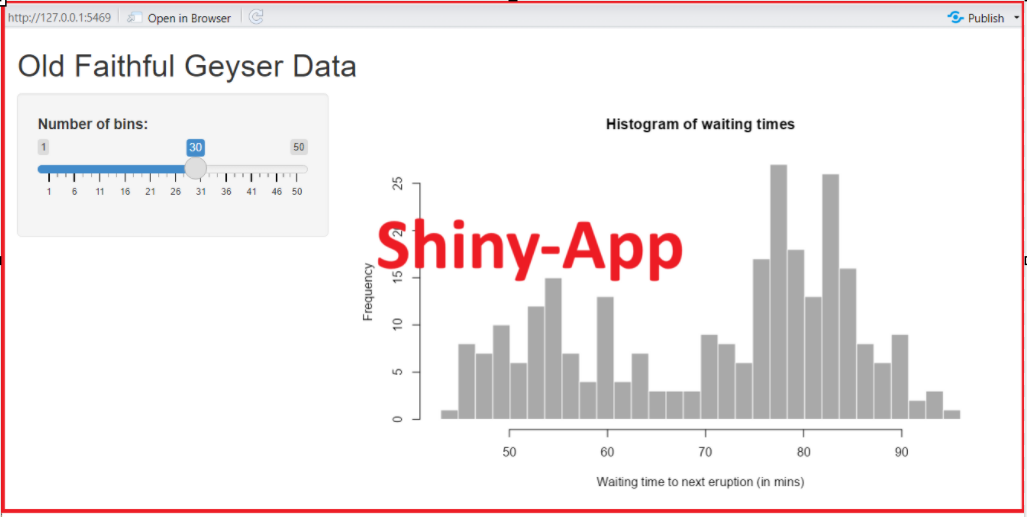 http://127.0.0.1:5469 Open in Browser Publish
Old Faithful Geyser Data
Number of bins:
1 30 50
1 6 11 16 21 26 31 36 41 46 50
Histogram of waiting times
Frequency
25
20
15
10
5
0
Shiny-App
50 60 70 80 90
Waiting time to next eruption (in mins)